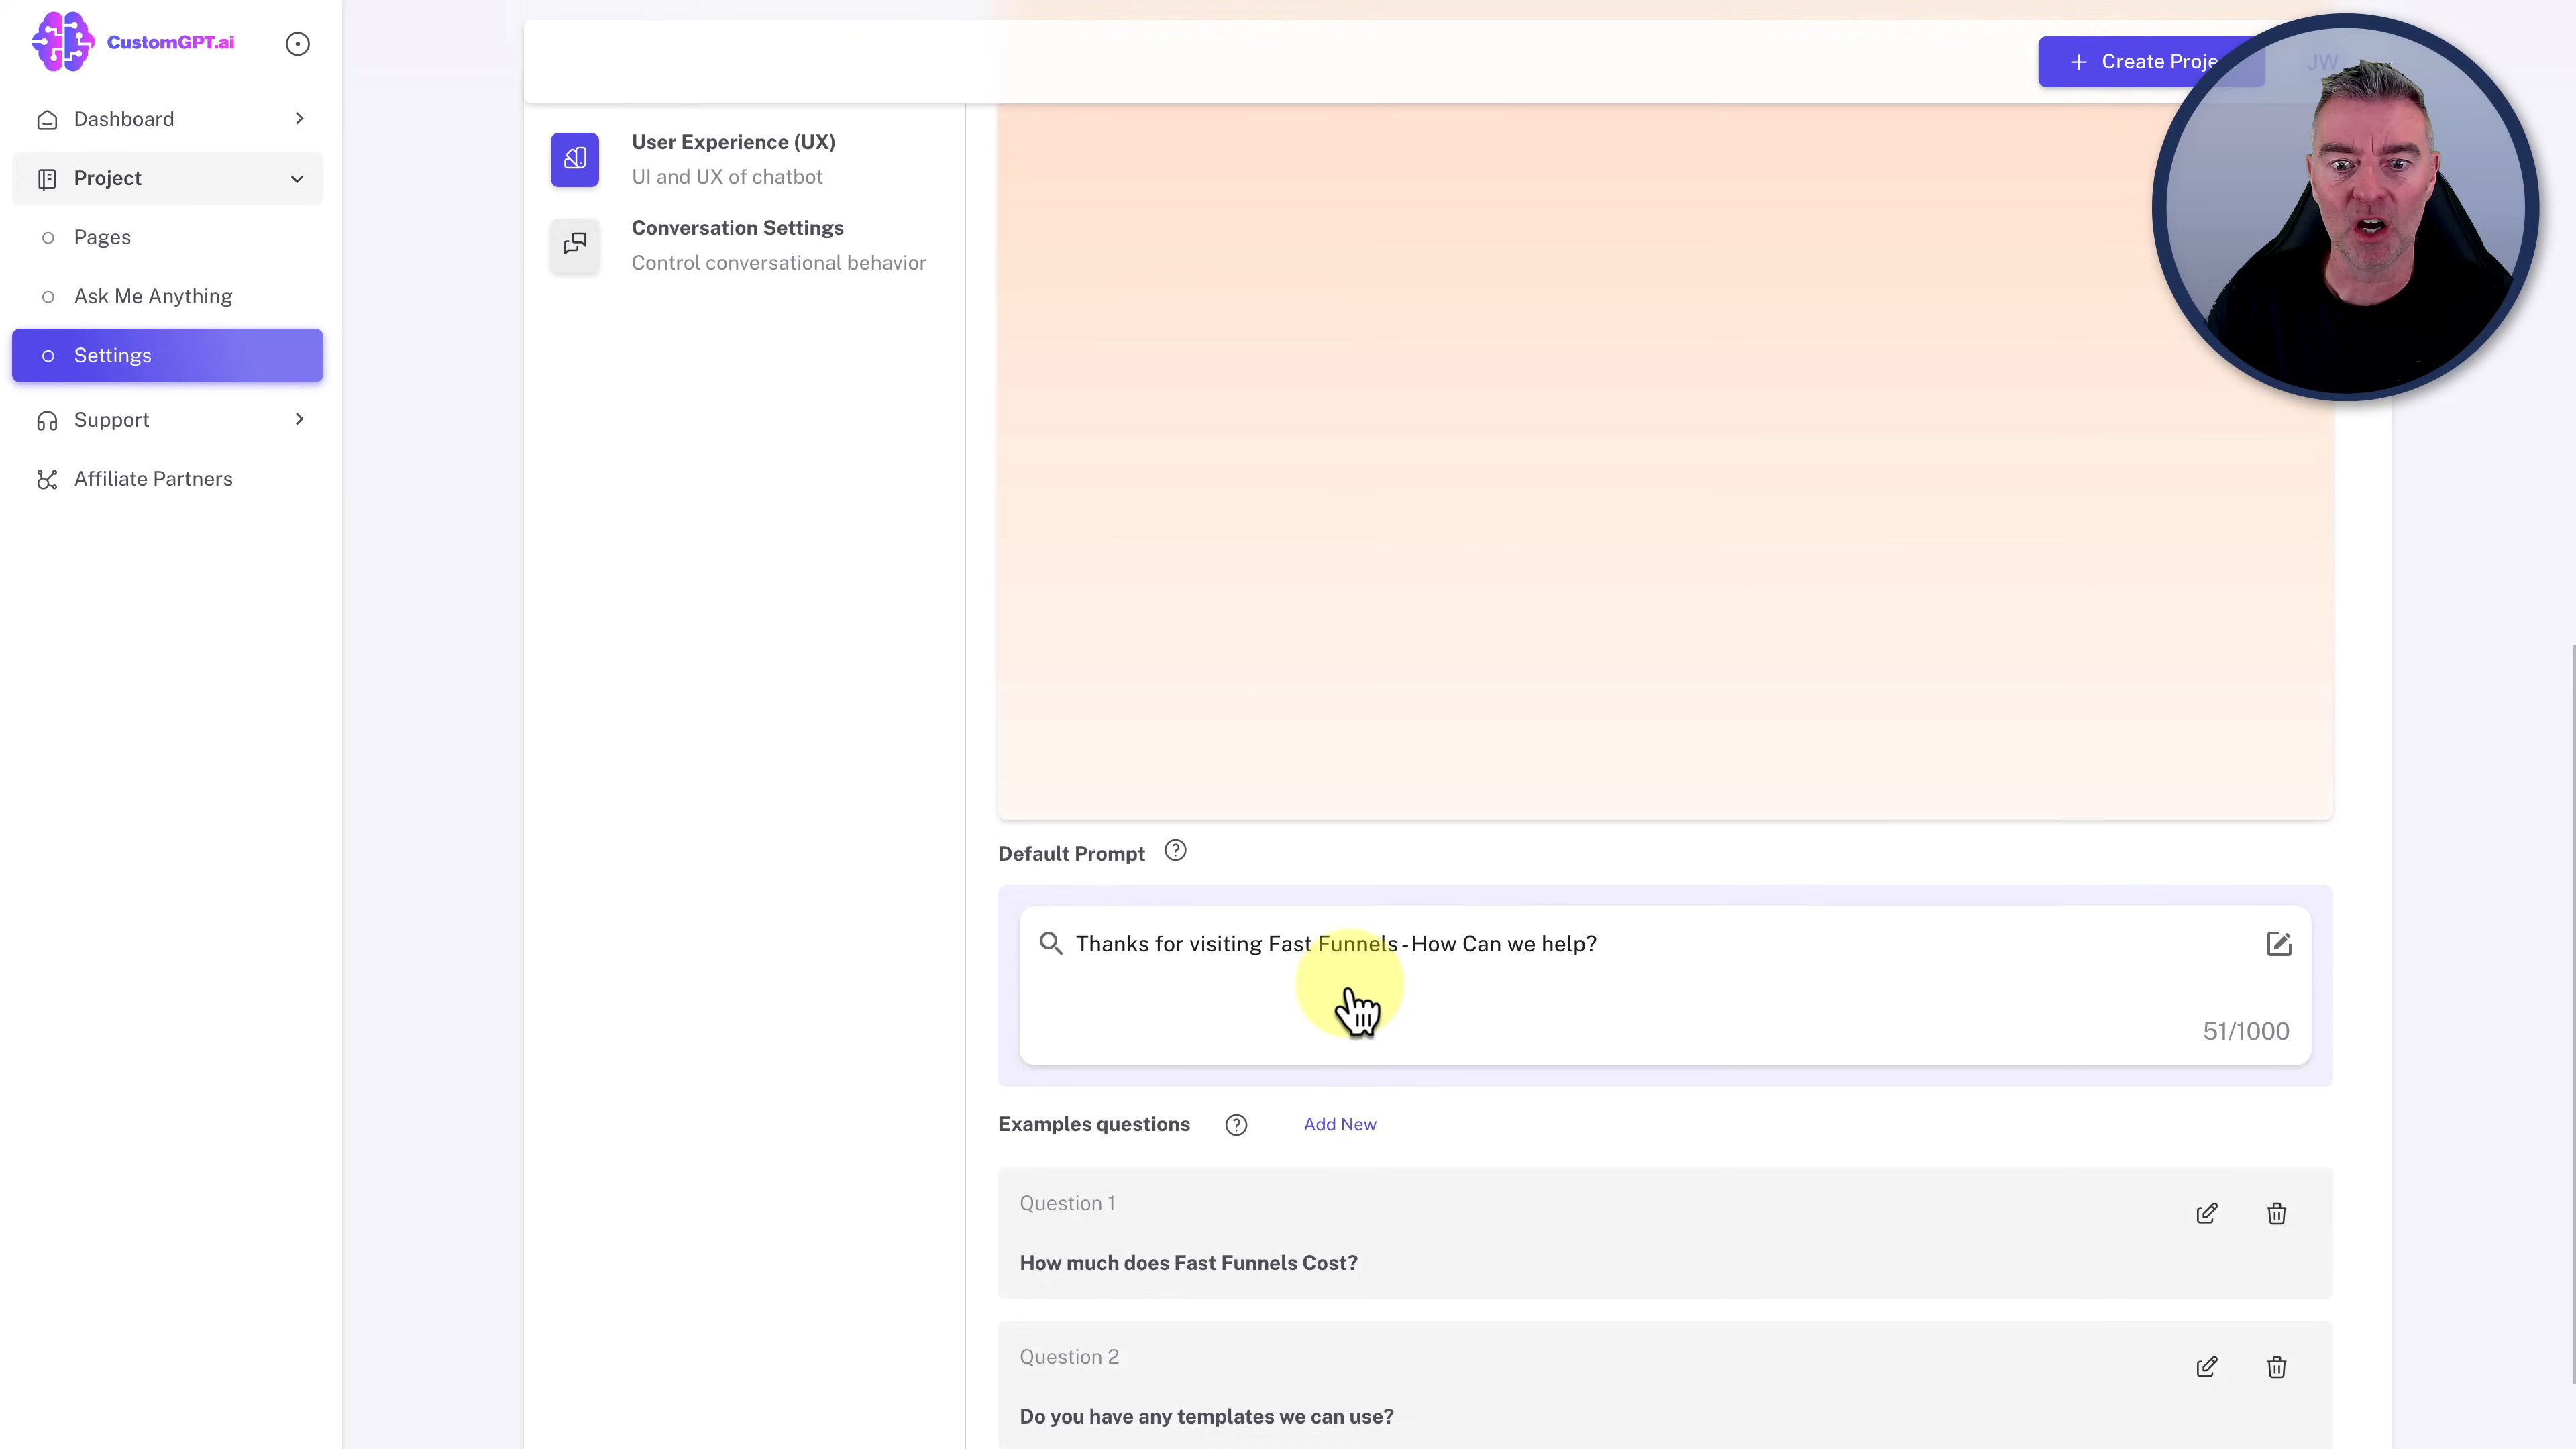 CustomGPT.ai
Dashboard
Project
Pages
Ask Me Anything
Settings
Support
Affiliate Partners
+ Create Proje
JW
User Experience (UX)
UI and UX of chatbot
Conversation Settings
Control conversational behavior
Default Prompt ?
Thanks for visiting Fast Funnels - How Can we help?
51/1000
Examples questions ? Add New
Question 1
How much does Fast Funnels Cost?
Question 2
Do you have any templates we can use?